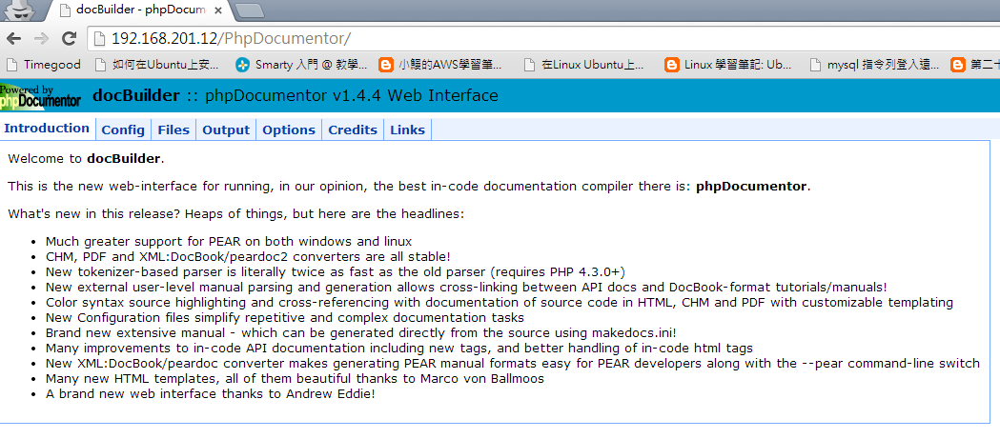 docBuilder - phpDocum
192.168.201.12/PhpDocumentor/
Timegood 如何在Ubuntu上安... Smarty 入門 @ 教學... 小饅的AWS學習筆... 在Linux Ubuntu上... Linux 學習筆記: Ub... mysql 指令列登入遠... 第二十
Powered by
phpDocumentor
docBuilder :: phpDocumentor v1.4.4 Web Interface
Introduction Config Files Output Options Credits Links
Welcome to docBuilder.
This is the new web-interface for running, in our opinion, the best in-code documentation compiler there is: phpDocumentor.
What's new in this release? Heaps of things, but here are the headlines:
• Much greater support for PEAR on both windows and linux
• CHM, PDF and XML:DocBook/peardoc2 converters are all stable!
• New tokenizer-based parser is literally twice as fast as the old parser (requires PHP 4.3.0+)
• New external user-level manual parsing and generation allows cross-linking between API docs and DocBook-format tutorials/manuals!
• Color syntax source highlighting and cross-referencing with documentation of source code in HTML, CHM and PDF with customizable templating
• New Configuration files simplify repetitive and complex documentation tasks
• Brand new extensive manual - which can be generated directly from the source using makedocs.ini!
• Many improvements to in-code API documentation including new tags, and better handling of in-code html tags
• New XML:DocBook/peardoc converter makes generating PEAR manual formats easy for PEAR developers along with the --pear command-line switch
• Many new HTML templates, all of them beautiful thanks to Marco von Ballmoos
• A brand new web interface thanks to Andrew Eddie!